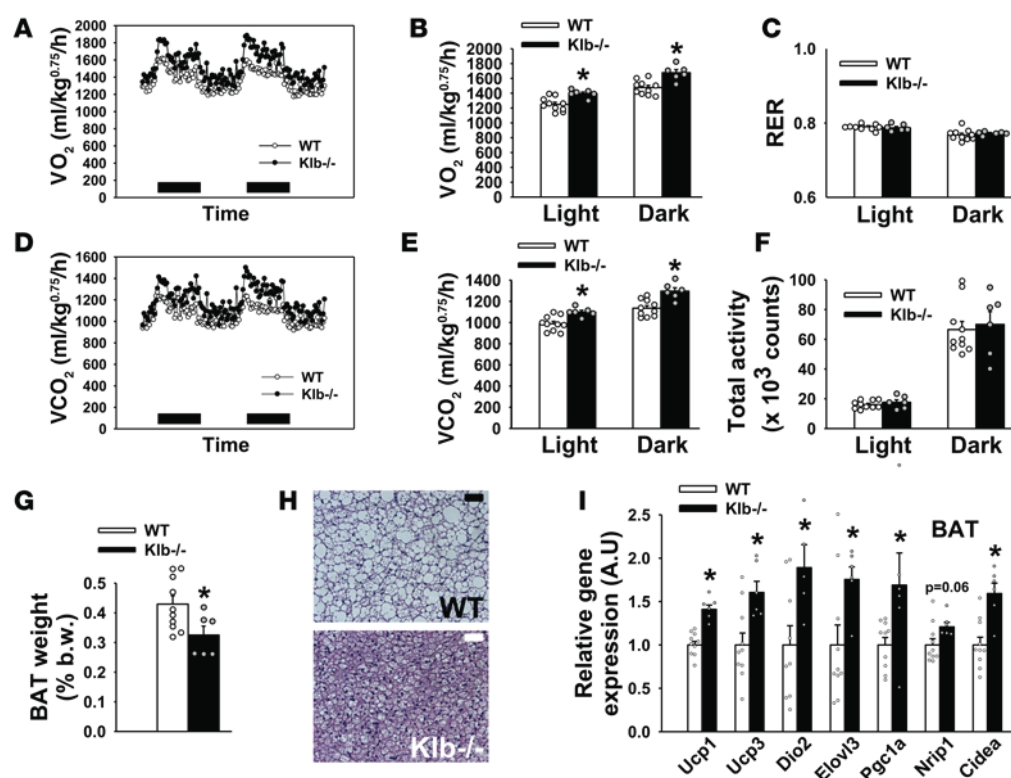 A
2000
1800
1600
1400
1200
1000
800
600
400
200
0
VO2 (ml/kg0.75/h)
WT
Klb-/-
Time
B
WT
Klb-/-
2000
1800
1600
1400
1200
1000
800
600
400
200
0
VO2 (ml/kg0.75/h)
*
*
Light
Dark
C
WT
Klb-/-
1.0
0.8
0.6
RER
Light
Dark
D
1600
1400
1200
1000
800
600
400
200
0
VCO2 (ml/kg0.75/h)
WT
Klb-/-
Time
E
WT
Klb-/-
1400
1200
1000
800
600
400
200
0
VCO2 (ml/kg0.75/h)
*
*
Light
Dark
F
WT
Klb-/-
100
80
60
40
20
0
Total activity
(x 103 counts)
Light
Dark
G
WT
Klb-/-
0.5
0.4
0.3
0.2
0.1
0.0
BAT weight
(% b.w.)
*
H
WT
Klb-/-
I
WT
Klb-/-
BAT
2.5
2.0
1.5
1.0
0.5
0.0
Relative gene
expression (A.U)
*
*
*
*
*
p=0.06
*
Ucp1
Ucp3
Dio2
Elovl3
Pgc1a
Nrip1
Cidea